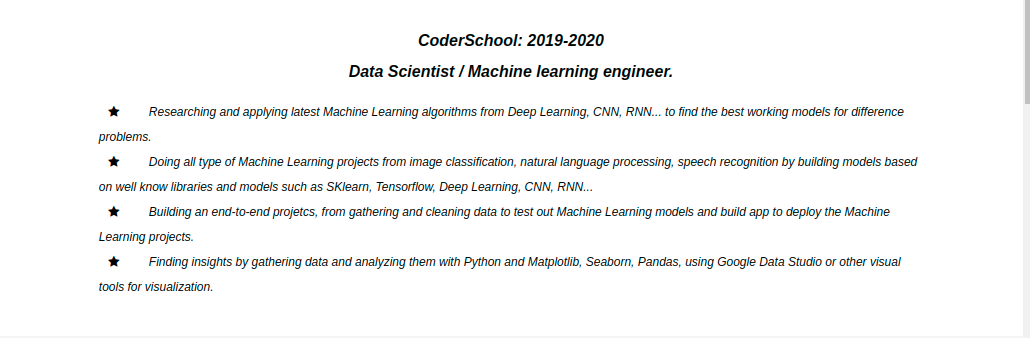 CoderSchool: 2019-2020
Data Scientist / Machine learning engineer.
★ Researching and applying latest Machine Learning algorithms from Deep Learning, CNN, RNN... to find the best working models for difference
problems.
★ Doing all type of Machine Learning projects from image classification, natural language processing, speech recognition by building models based
on well know libraries and models such as SKlearn, Tensorflow, Deep Learning, CNN, RNN...
★ Building an end-to-end projetcs, from gathering and cleaning data to test out Machine Learning models and build app to deploy the Machine
Learning projects.
★ Finding insights by gathering data and analyzing them with Python and Matplotlib, Seaborn, Pandas, using Google Data Studio or other visual
tools for visualization.